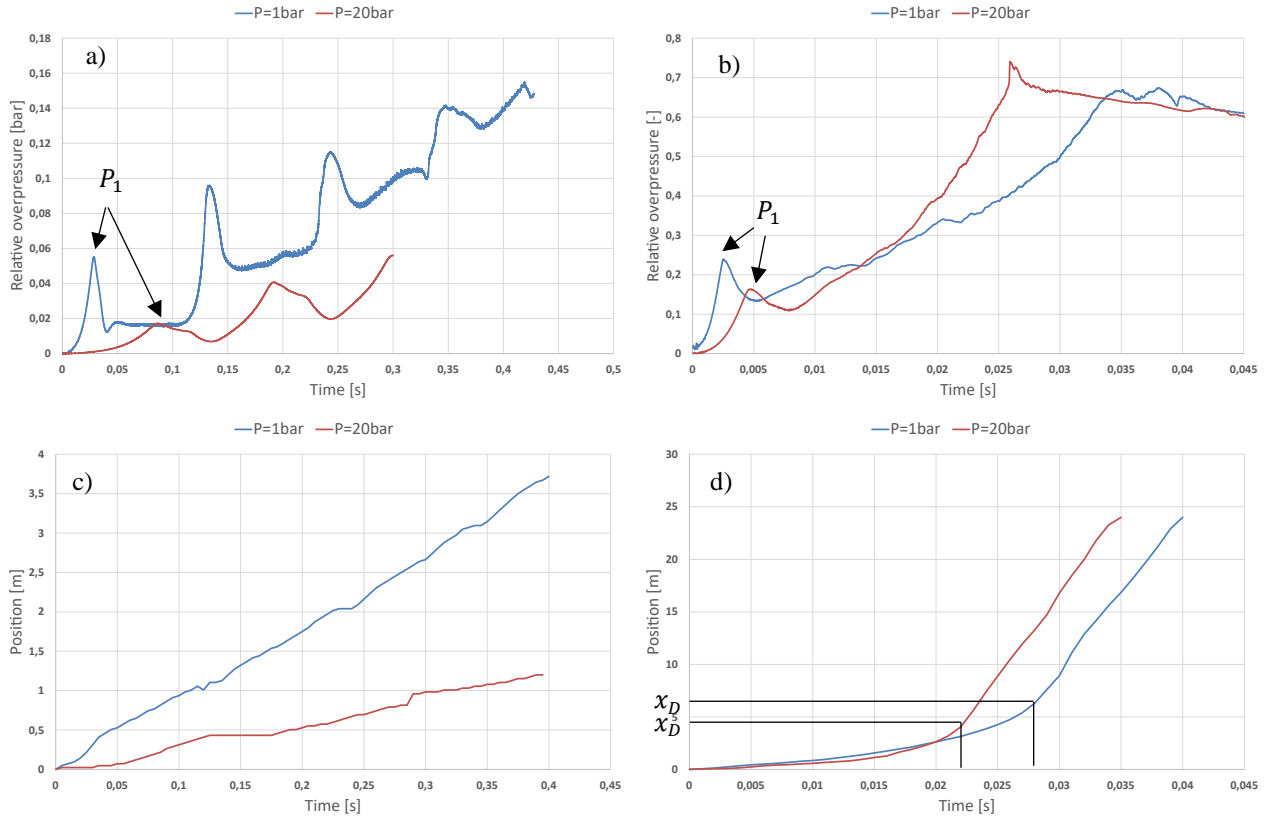 P=1bar P=20bar
a)
0,18
0,16
0,14
0,12
0,1
0,08
0,06
0,04
0,02
0
Relative overpressure [bar]
P₁
0 0,05 0,1 0,15 0,2 0,25 0,3 0,35 0,4 0,45 0,5
Time [s]
P=1bar P=20bar
b)
0,8
0,7
0,6
0,5
0,4
0,3
0,2
0,1
0
Relative overpressure [-]
P₁
0 0,005 0,01 0,015 0,02 0,025 0,03 0,035 0,04 0,045
Time [s]
P=1bar P=20bar
c)
4
3,5
3
2,5
2
1,5
1
0,5
0
Position [m]
0 0,05 0,1 0,15 0,2 0,25 0,3 0,35 0,4 0,45
Time [s]
P=1bar P=20bar
d)
30
25
20
15
10
5
0
Position [m]
x_D
x_D
0 0,005 0,01 0,015 0,02 0,025 0,03 0,035 0,04 0,045
Time [s]